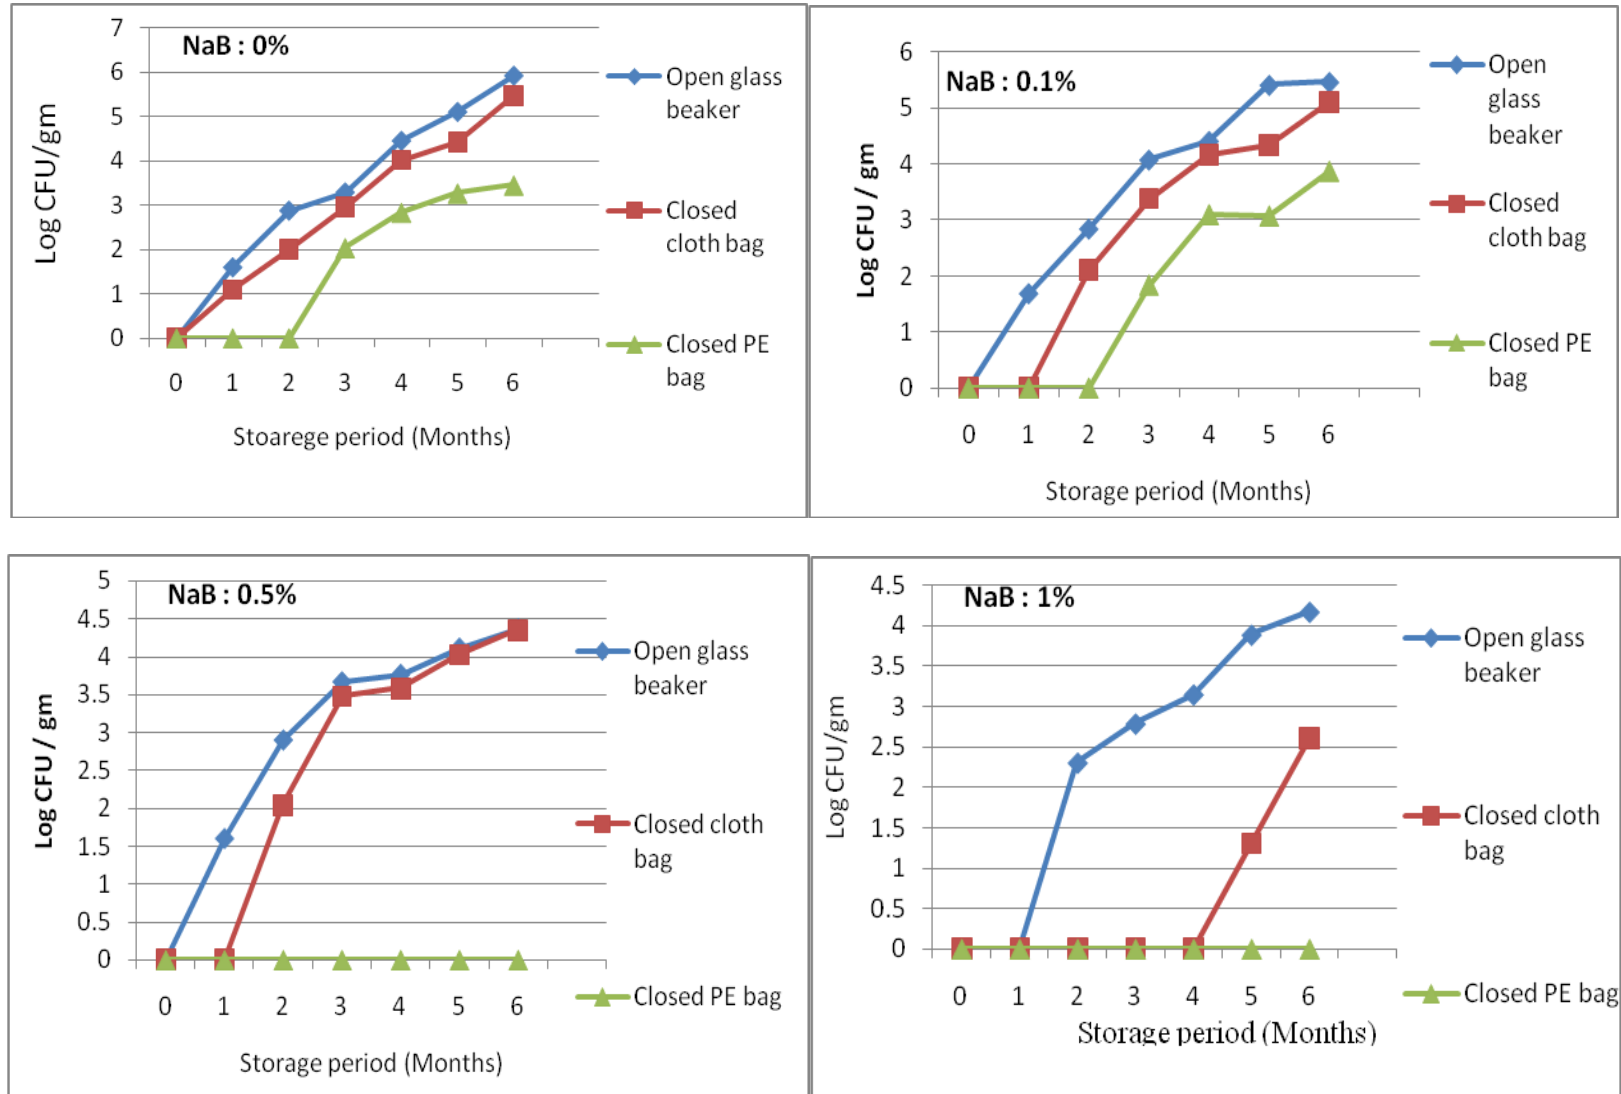 NaB : 0%
Log CFU/gm
7
6
5
4
3
2
1
0
0 1 2 3 4 5 6
Stoarege period (Months)
Open glass
beaker
Closed
cloth bag
Closed PE
bag
NaB : 0.1%
Log CFU / gm
6
5
4
3
2
1
0
0 1 2 3 4 5 6
Storage period (Months)
Open
glass
beaker
Closed
cloth bag
Closed PE
bag
NaB : 0.5%
Log CFU / gm
5
4.5
4
3.5
3
2.5
2
1.5
1
0.5
0
0 1 2 3 4 5 6
Storage period (Months)
Open glass
beaker
Closed cloth
bag
Closed PE bag
NaB : 1%
Log CFU/gm
4.5
4
3.5
3
2.5
2
1.5
1
0.5
0
0 1 2 3 4 5 6
Storage period (Months)
Open glass
beaker
Closed cloth
bag
Closed PE bag